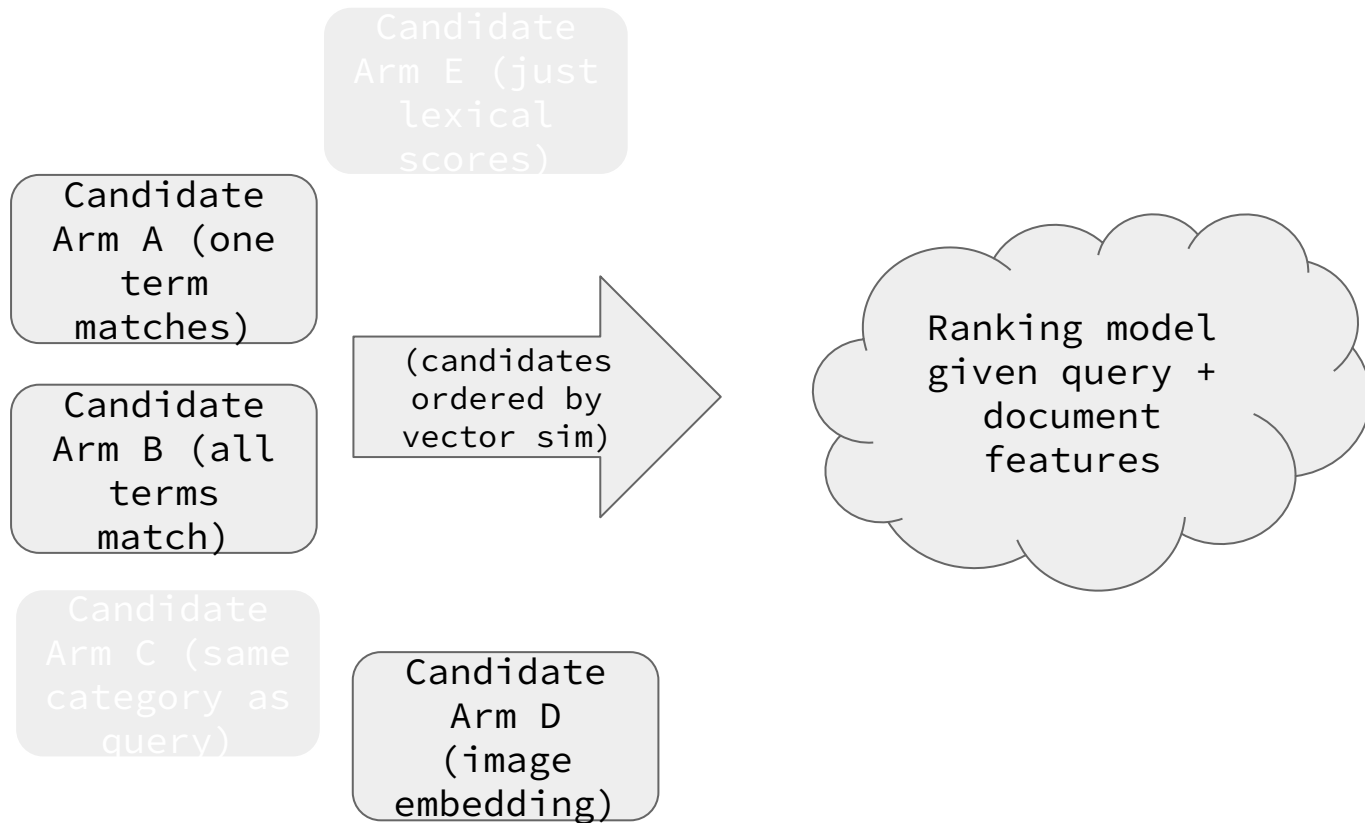 Candidate
Arm E (just
lexical
scores)
Candidate
Arm A (one
term
matches)
(candidates
ordered by
vector sim)
Ranking model
given query +
document
features
Candidate
Arm B (all
terms
match)
Candidate
Arm C (same
category as
query)
Candidate
Arm D
(image
embedding)